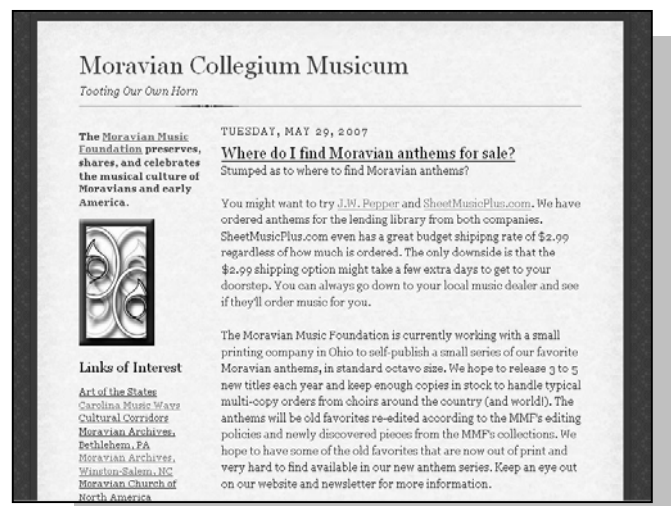 Moravian Collegium Musicum
Tooting Our Own Horn
The Moravian Music
Foundation preserves,
shares, and celebrates
the musical culture of
Moravians and early
America.
Links of Interest
Art of the States
Carolina Music Ways
Cultural Corridors
Moravian Archives,
Bethlehem, PA
Moravian Archives,
Winston-Salem, NC
Moravian Church of
North America
TUESDAY, MAY 29, 2007
Where do I find Moravian anthems for sale?
Stumped as to where to find Moravian anthems?
You might want to try J.W. Pepper and SheetMusicPlus.com. We have
ordered anthems for the lending library from both companies.
SheetMusicPlus.com even has a great budget shipipng rate of $2.99
regardless of how much is ordered. The only downside is that the
$2.99 shipping option might take a few extra days to get to your
doorstep. You can always go down to your local music dealer and see
if they'll order music for you.
The Moravian Music Foundation is currently working with a small
printing company in Ohio to self-publish a small series of our favorite
Moravian anthems, in standard octavo size. We hope to release 3 to 5
new titles each year and keep enough copies in stock to handle typical
multi-copy orders from choirs around the country (and world!). The
anthems will be old favorites re-edited according to the MMF's editing
policies and newly discovered pieces from the MMF's collections. We
hope to have some of the old favorites that are now out of print and
very hard to find available in our new anthem series. Keep an eye out
on our website and newsletter for more information.